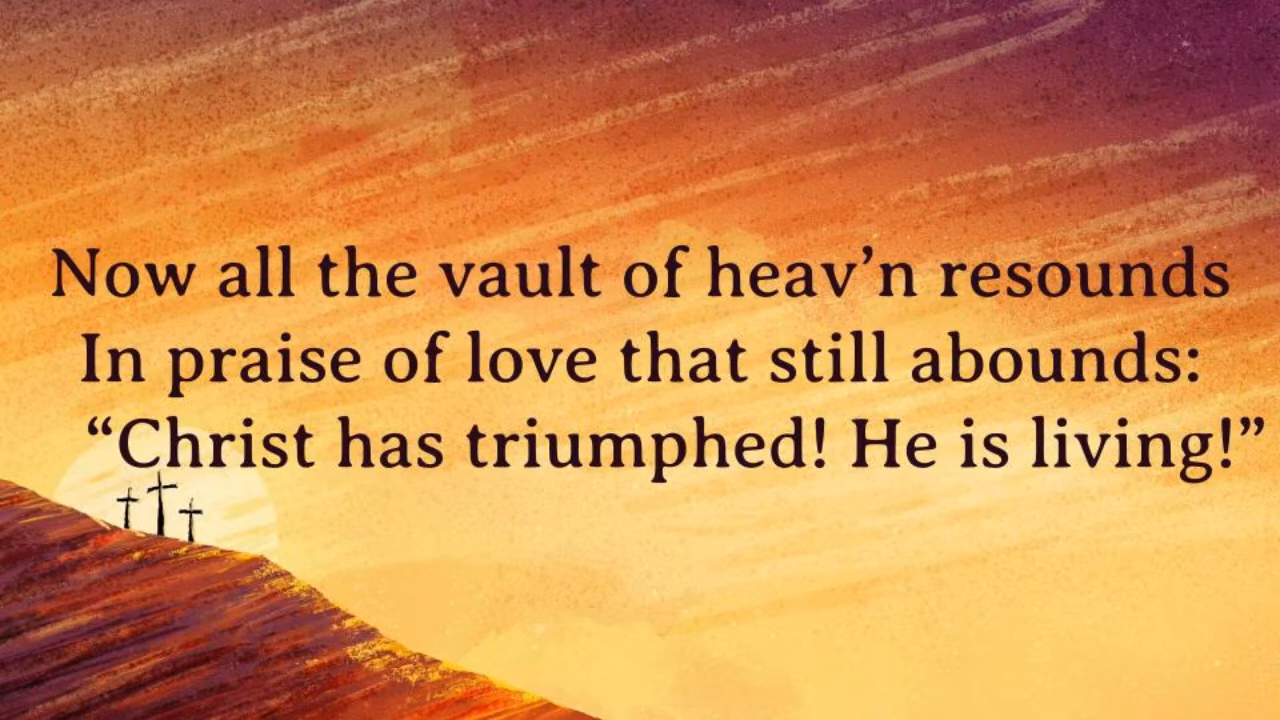 Now all the vault of heav’n resounds
In praise of love that still abounds:
“Christ has triumphed! He is living!”